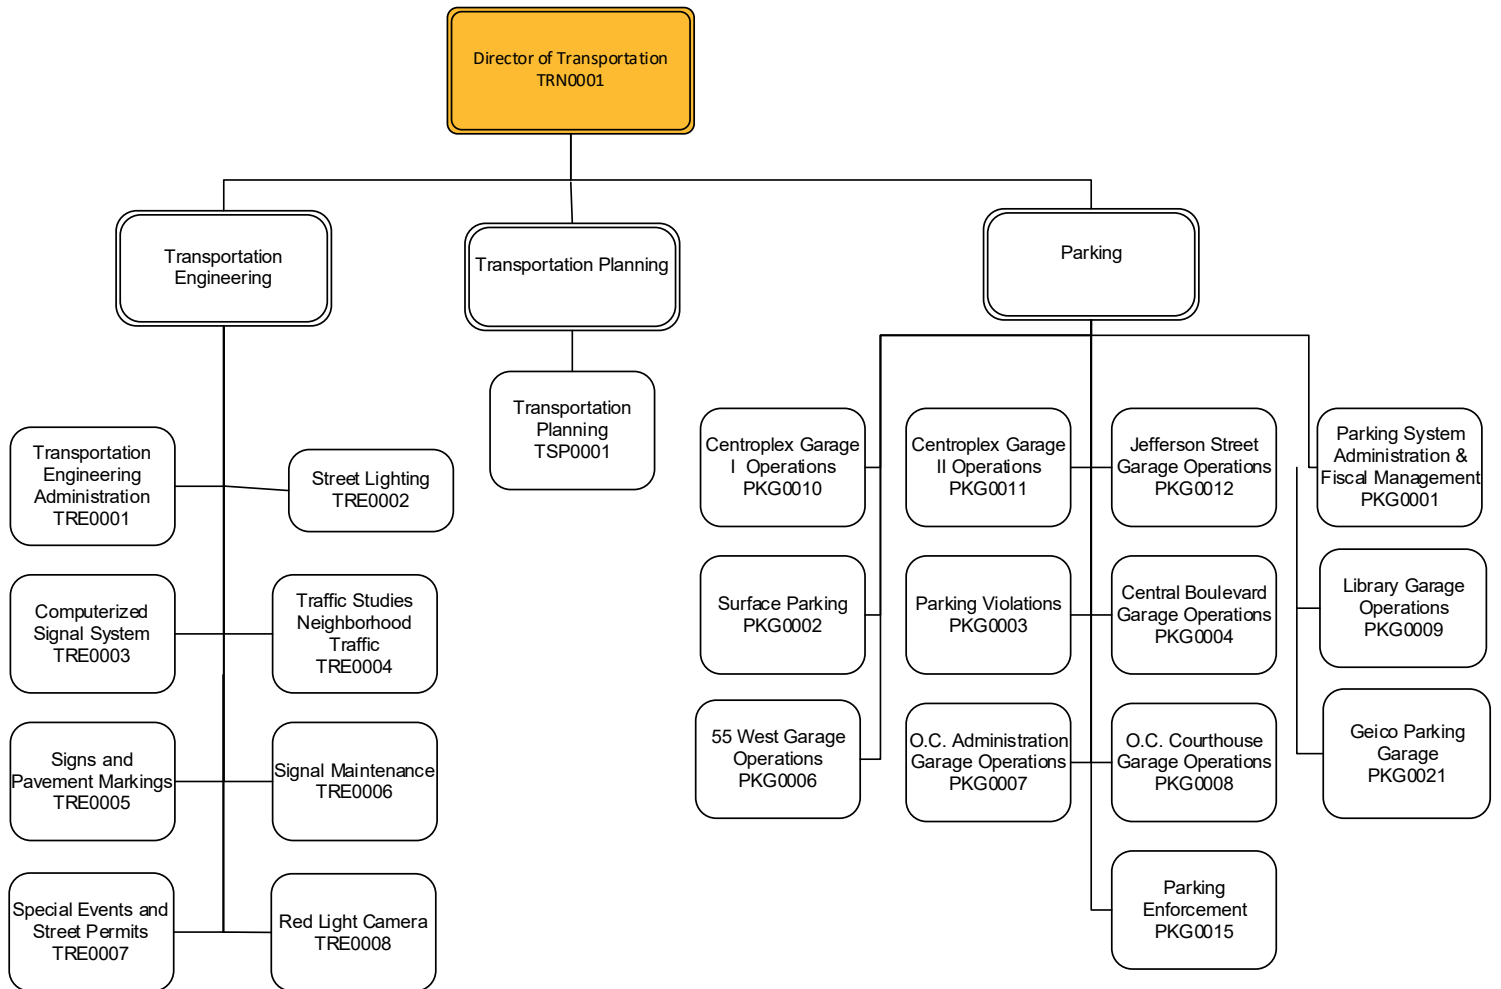 Director of Transportation
TRN0001
Transportation
Engineering
Transportation Planning
Parking
Transportation
Engineering
Administration
TRE0001
Street Lighting
TRE0002
Computerized
Signal System
TRE0003
Traffic Studies
Neighborhood
Traffic
TRE0004
Signs and
Pavement Markings
TRE0005
Signal Maintenance
TRE0006
Special Events and
Street Permits
TRE0007
Red Light Camera
TRE0008
Transportation
Planning
TSP0001
Centroplex Garage
I Operations
PKG0010
Centroplex Garage
II Operations
PKG0011
Jefferson Street
Garage Operations
PKG0012
Parking System
Administration &
Fiscal Management
PKG0001
Surface Parking
PKG0002
Parking Violations
PKG0003
Central Boulevard
Garage Operations
PKG0004
Library Garage
Operations
PKG0009
55 West Garage
Operations
PKG0006
O.C. Administration
Garage Operations
PKG0007
O.C. Courthouse
Garage Operations
PKG0008
Geico Parking
Garage
PKG0021
Parking
Enforcement
PKG0015